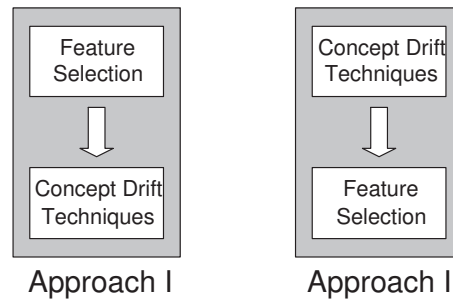 Feature
Selection
Concept Drift
Techniques
Approach I
Concept Drift
Techniques
Feature
Selection
Approach I